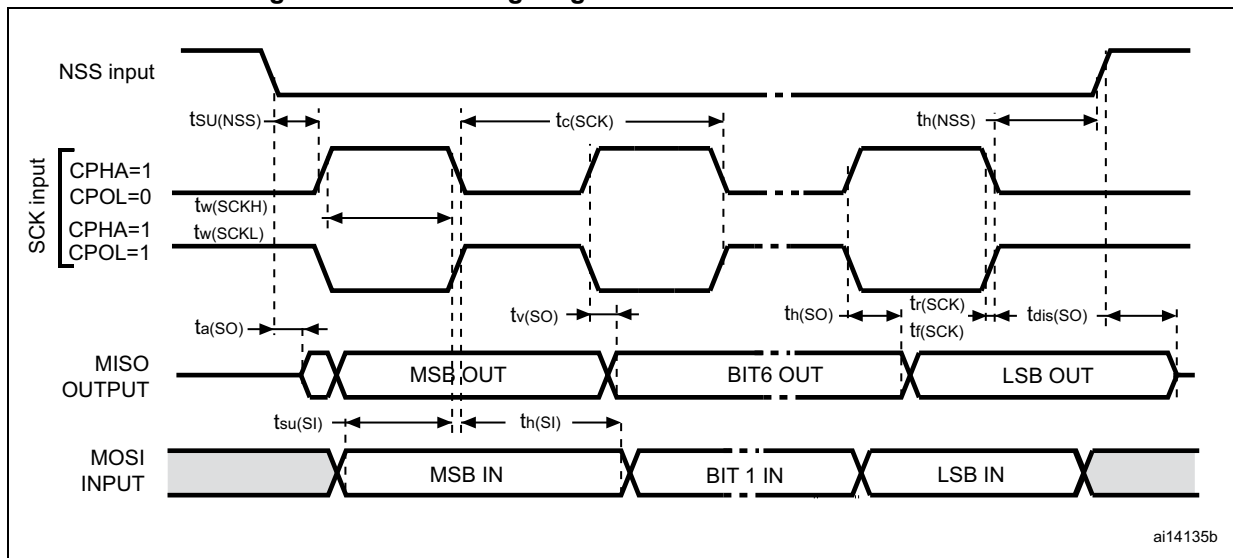 NSS input
tSU(NSS)
tc(SCK)
th(NSS)
SCK input
CPHA=1
CPOL=0
tw(SCKH)
CPHA=1
tw(SCKL)
CPOL=1
ta(SO)
tv(SO)
th(SO)
tr(SCK)
tf(SCK)
tdis(SO)
MISO
OUTPUT
MSB OUT
BIT6 OUT
LSB OUT
tsu(SI)
th(SI)
MOSI
INPUT
MSB IN
BIT 1 IN
LSB IN
ai14135b